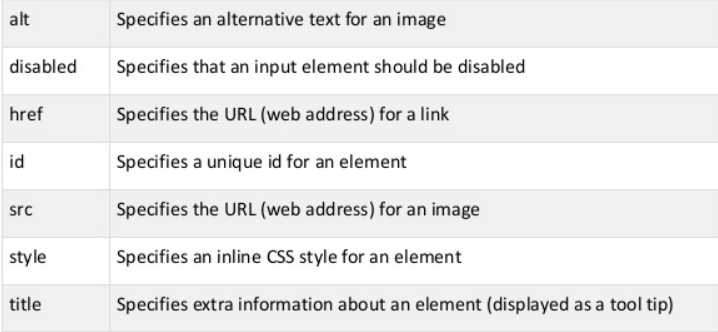 alt Specifies an alternative text for an image
disabled Specifies that an input element should be disabled
href Specifies the URL (web address) for a link
id Specifies a unique id for an element
src Specifies the URL (web address) for an image
style Specifies an inline CSS style for an element
title Specifies extra information about an element (displayed as a tool tip)